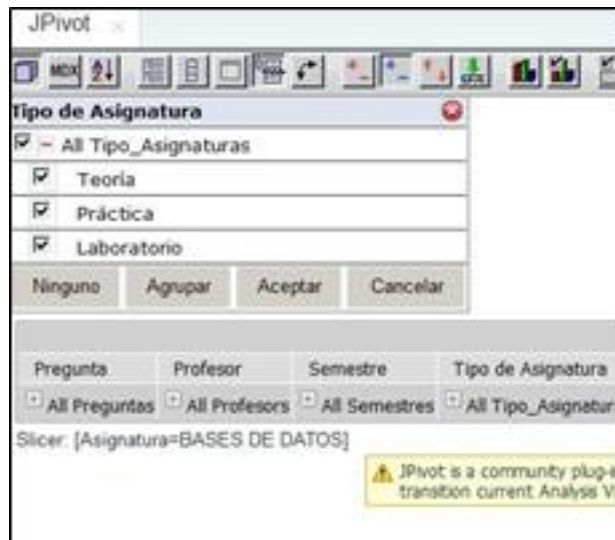 JPivot
MDX
Tipo de Asignatura
All Tipo_Asignaturas
Teoría
Práctica
Laboratorio
Ninguno Agrupar Aceptar Cancelar
Pregunta Profesor Semestre Tipo de Asignatura
All Preguntas All Profesors All Semestres All Tipo_Asignatur
Slicer: [Asignatura=BASES DE DATOS]
JPivot is a community plug-
transition current Analysis V